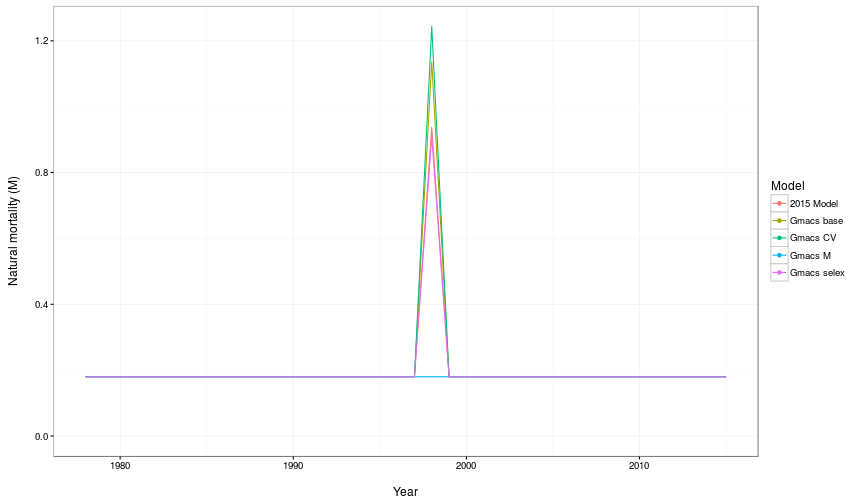 Natural mortality (M)
1.2
0.8
0.4
0.0
1980 1990 2000 2010
Year
Model
2015 Model
Gmacs base
Gmacs CV
Gmacs M
Gmacs selex